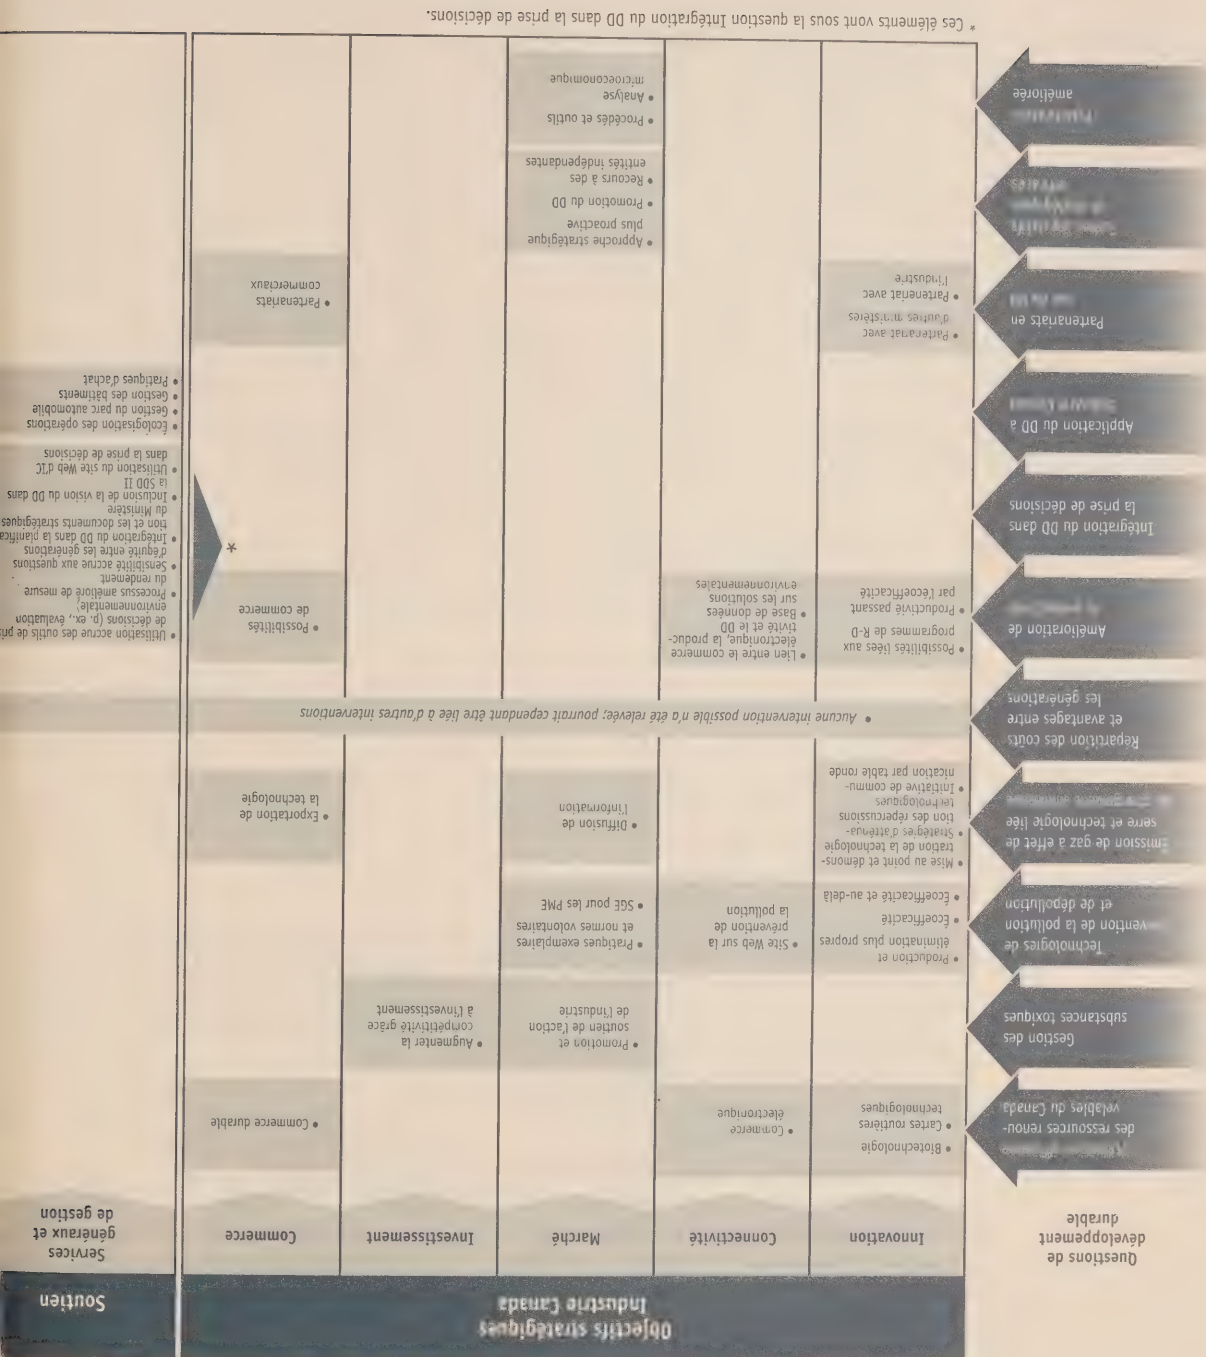 Objectifs stratégiques
Industrie Canada
Soutien
Questions de
développement
durable
Innovation
Connectivité
Marché
Investissement
Commerce
Services
généraux et
de gestion
des ressources renou-
velables du Canada
• Biotechnologie
• Cartes routières
technologiques
• Commerce
électronique
• Commerce durable
Gestion des
substances toxiques
• Promotion et
soutien de l'action
de l'industrie
• Augmenter la
compétitivité grâce
à l'investissement
Technologies de
prévention de la pollution
et de dépollution
• Production et
élimination plus propres
• Écoefficacité
• Écoefficacité et au-delà
• Site Web sur la
prévention de
la pollution
• Pratiques exemplaires
et normes volontaires
• SGE pour les PME
Émission de gaz à effet de
serre et technologie liée
• Mise au point et démons-
tration de la technologie
• Stratégies d'atténua-
tion des répercussions
technologiques
• Initiative de commu-
nication par table ronde
• Diffusion de
l'information
• Exportation de
la technologie
Répartition des coûts
et avantages entre
les générations
• Aucune intervention possible n'a été relevée; pourrait cependant être liée à d'autres interventions
Amélioration de
• Possibilités liées aux
programmes de R-D
• Productivité passant
par l'écoefficacité
• Lien entre le commerce
électronique, la produc-
tivité et le DD
• Base de données
sur les solutions
environnementales
• Possibilités
de commerce
• Utilisation accrue des outils de pris
de décisions (p. ex., évaluation
environnementale)
• Processus amélioré de mesure
du rendement
• Sensibilité accrue aux questions
d'équité entre les générations
• Intégration du DD dans la planifica
tion et les documents stratégiques
du Ministère
• Inclusion de la vision du DD dans
la SDD II
• Utilisation du site Web d'IC
dans la prise de décisions
*
Intégration du DD dans
la prise de décisions
Application du DD à
Industrie Canada
• Écologisation des opérations
• Gestion du parc automobile
• Gestion des bâtiments
• Pratiques d'achat
Partenariats en
• Partenariat avec
d'autres ministères
• Partenariat avec
l'industrie
• Partenariats
commerciaux
• Approche stratégique
plus proactive
• Promotion du DD
• Recours à des
entités indépendantes
améliorée
• Procédés et outils
• Analyse
microeconomique
* Ces éléments vont sous la question Intégration du DD dans la prise de décisions.